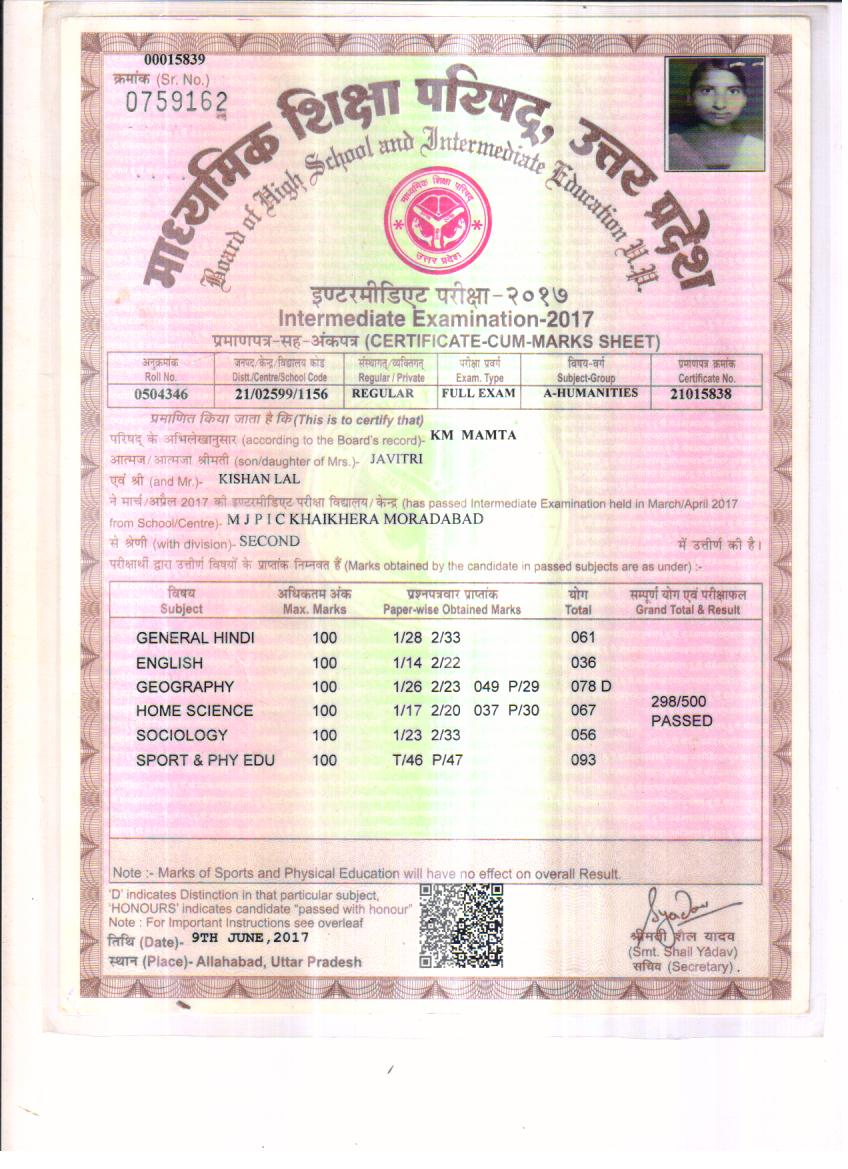 00015839
क्रमांक (Sr. No.)
0759162
माध्यमिक शिक्षा परिषद्, उत्तर प्रदेश
Board of High School and Intermediate Education U.P.
माध्यमिक शिक्षा परिषद
उत्तर प्रदेश
इण्टरमीडिएट परीक्षा-२०१७
Intermediate Examination-2017
प्रमाणपत्र-सह-अंकपत्र (CERTIFICATE-CUM-MARKS SHEET)
अनुक्रमांक जनपद/केन्द्र/विद्यालय कोड संस्थागत/व्यक्तिगत परीक्षा प्रवर्ग विषय-वर्ग प्रमाणपत्र क्रमांक
Roll No. Distt./Centre/School Code Regular / Private Exam. Type Subject-Group Certificate No.
0504346 21/02599/1156 REGULAR FULL EXAM A-HUMANITIES 21015838
प्रमाणित किया जाता है कि (This is to certify that)
परिषद् के अभिलेखानुसार (according to the Board's record)- KM MAMTA
आत्मज/आत्मजा श्रीमती (son/daughter of Mrs.)- JAVITRI
एवं श्री (and Mr.)- KISHAN LAL
ने मार्च/अप्रैल 2017 की इण्टरमीडिएट परीक्षा विद्यालय/केन्द्र (has passed Intermediate Examination held in March/April 2017
from School/Centre)- M J P I C KHAIKHERA MORADABAD
से श्रेणी (with division)- SECOND में उत्तीर्ण की है।
परीक्षार्थी द्वारा उत्तीर्ण विषयों के प्राप्तांक निम्नवत हैं (Marks obtained by the candidate in passed subjects are as under) :-
विषय अधिकतम अंक प्रश्नपत्रवार प्राप्तांक योग सम्पूर्ण योग एवं परीक्षाफल
Subject Max. Marks Paper-wise Obtained Marks Total Grand Total & Result
GENERAL HINDI 100 1/28 2/33 061
ENGLISH 100 1/14 2/22 036
GEOGRAPHY 100 1/26 2/23 049 P/29 078 D
298/500
HOME SCIENCE 100 1/17 2/20 037 P/30 067
PASSED
SOCIOLOGY 100 1/23 2/33 056
SPORT & PHY EDU 100 T/46 P/47 093
Note :- Marks of Sports and Physical Education will have no effect on overall Result.
'D' indicates Distinction in that particular subject,
'HONOURS' indicates candidate "passed with honour"
Note : For Important Instructions see overleaf
तिथि (Date)- 9TH JUNE,2017
स्थान (Place)- Allahabad, Uttar Pradesh
Syadav
श्रीमती शैल यादव
(Smt. Shail Yadav)
सचिव (Secretary) .